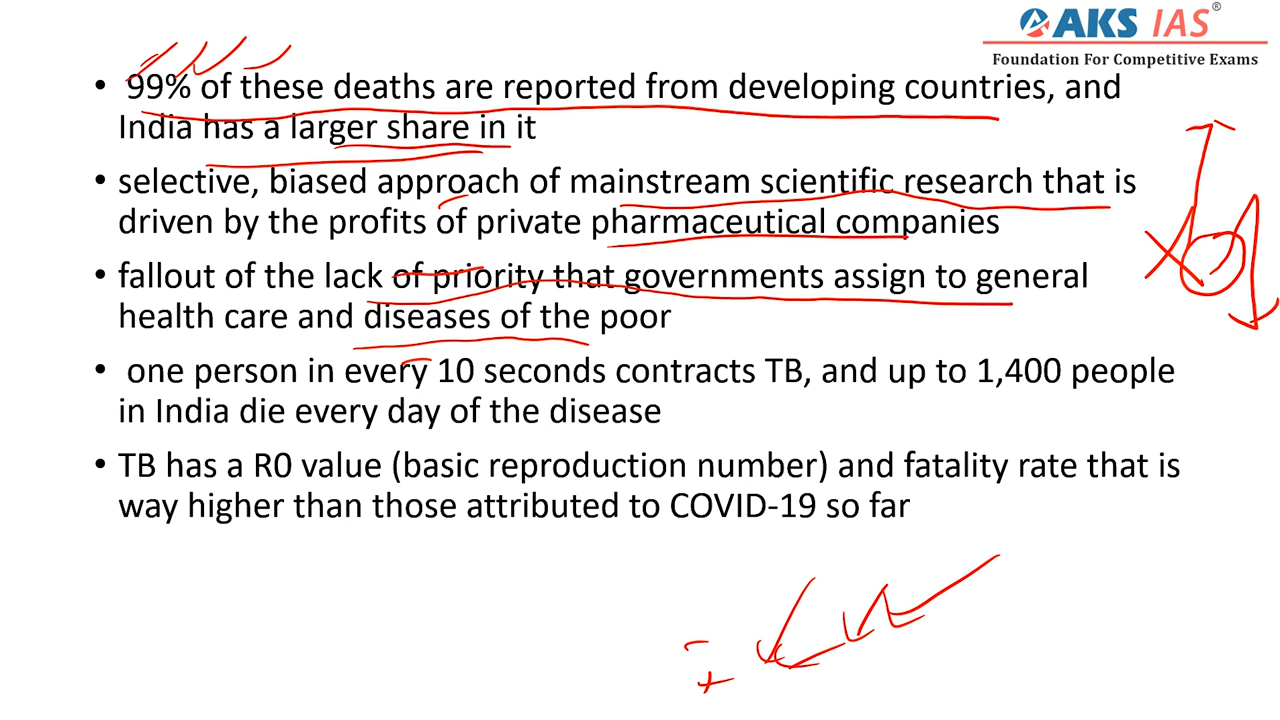 AKS IAS®
Foundation For Competitive Exams
• 99% of these deaths are reported from developing countries, and
India has a larger share in it
• selective, biased approach of mainstream scientific research that is
driven by the profits of private pharmaceutical companies
• fallout of the lack of priority that governments assign to general
health care and diseases of the poor
• one person in every 10 seconds contracts TB, and up to 1,400 people
in India die every day of the disease
• TB has a R0 value (basic reproduction number) and fatality rate that is
way higher than those attributed to COVID-19 so far